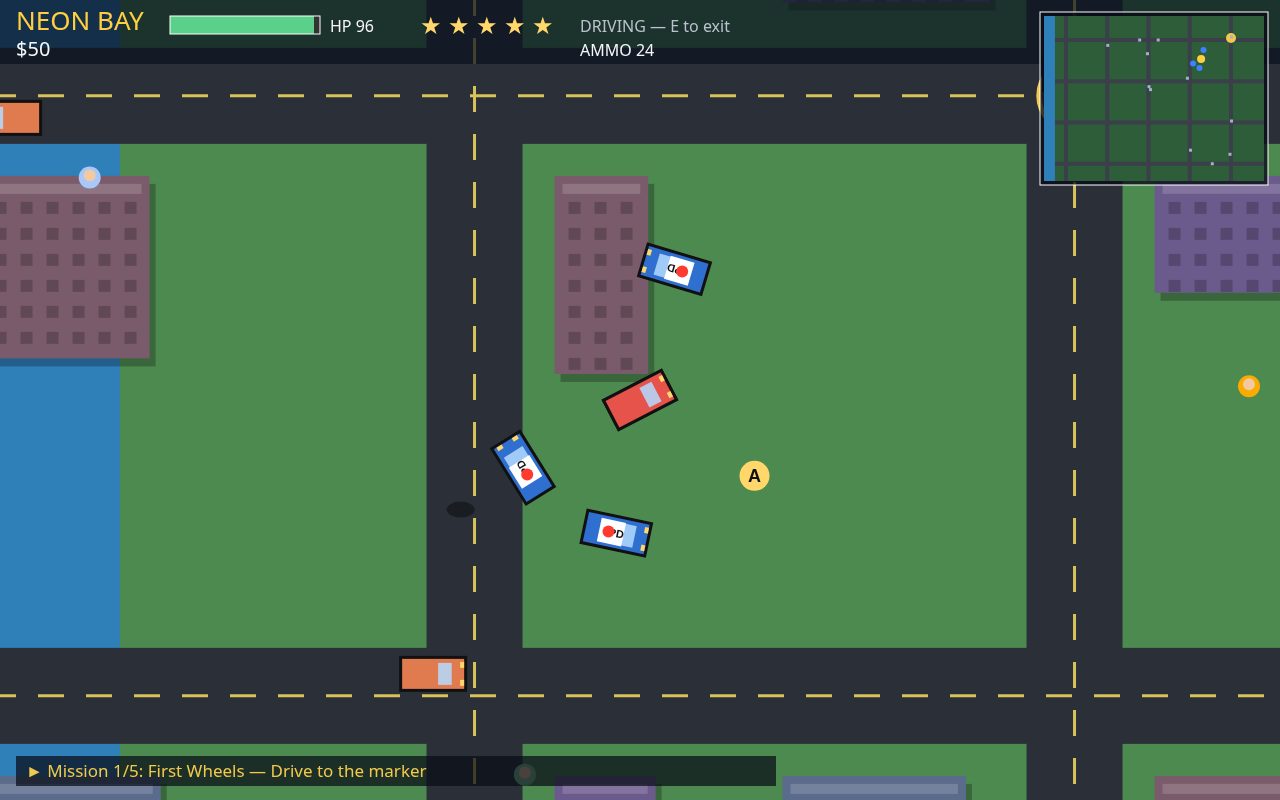 NEON BAY
$50
HP 96
★ ★ ★ ★ ★
DRIVING — E to exit
AMMO 24
A
► Mission 1/5: First Wheels — Drive to the marker